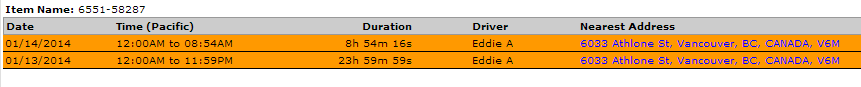 Item Name: 6551-58287
Date Time (Pacific) Duration Driver Nearest Address
01/14/2014 12:00AM to 08:54AM 8h 54m 16s Eddie A 6033 Athlone St, Vancouver, BC, CANADA, V6M
01/13/2014 12:00AM to 11:59PM 23h 59m 59s Eddie A 6033 Athlone St, Vancouver, BC, CANADA, V6M